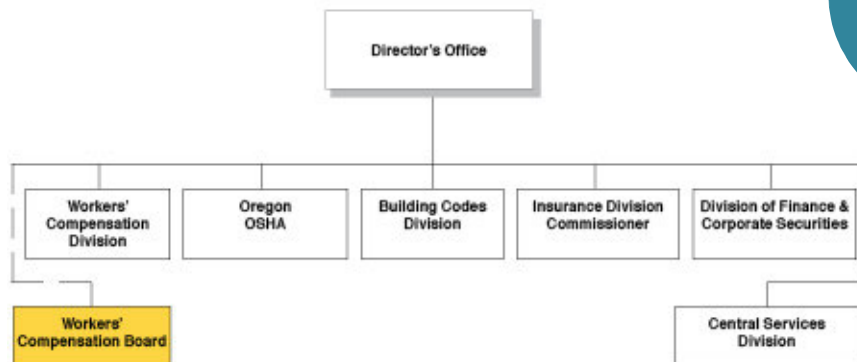 Director's Office
Workers'
Compensation
Division
Oregon
OSHA
Building Codes
Division
Insurance Division
Commissioner
Division of Finance &
Corporate Securities
Workers'
Compensation Board
Central Services
Division